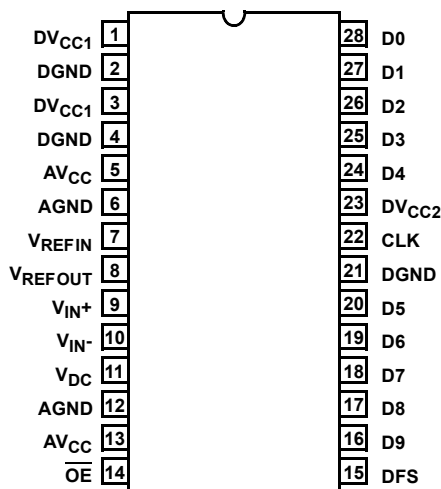 DVCC1 1 28 D0
DGND 2 27 D1
DVCC1 3 26 D2
DGND 4 25 D3
AVCC 5 24 D4
AGND 6 23 DVCC2
VREFIN 7 22 CLK
VREFOUT 8 21 DGND
VIN+ 9 20 D5
VIN- 10 19 D6
VDC 11 18 D7
AGND 12 17 D8
AVCC 13 16 D9
OE 14 15 DFS